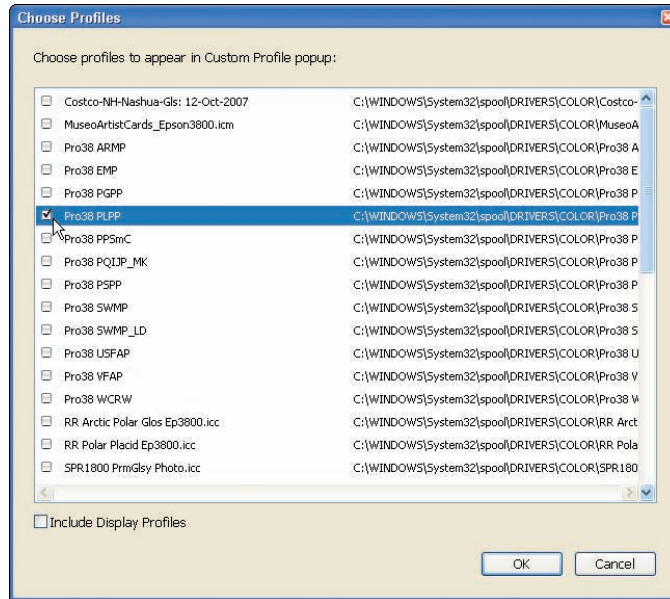 Choose Profiles
Choose profiles to appear in Custom Profile popup:
Costco-NH-Nashua-Gls: 12-Oct-2007 C:\WINDOWS\System32\spool\DRIVERS\COLOR\Costco-
MuseoArtistCards_Epson3800.icm C:\WINDOWS\System32\spool\DRIVERS\COLOR\MuseoA
Pro38 ARMP C:\WINDOWS\System32\spool\DRIVERS\COLOR\Pro38 A
Pro38 EMP C:\WINDOWS\System32\spool\DRIVERS\COLOR\Pro38 E
Pro38 PGPP C:\WINDOWS\System32\spool\DRIVERS\COLOR\Pro38 P
Pro38 PLPP C:\WINDOWS\System32\spool\DRIVERS\COLOR\Pro38 P
Pro38 PPSmC C:\WINDOWS\System32\spool\DRIVERS\COLOR\Pro38 P
Pro38 PQIJP_MK C:\WINDOWS\System32\spool\DRIVERS\COLOR\Pro38 P
Pro38 PSPP C:\WINDOWS\System32\spool\DRIVERS\COLOR\Pro38 P
Pro38 SWMP C:\WINDOWS\System32\spool\DRIVERS\COLOR\Pro38 S
Pro38 SWMP_LD C:\WINDOWS\System32\spool\DRIVERS\COLOR\Pro38 S
Pro38 USFAP C:\WINDOWS\System32\spool\DRIVERS\COLOR\Pro38 U
Pro38 VFAP C:\WINDOWS\System32\spool\DRIVERS\COLOR\Pro38 V
Pro38 WCRW C:\WINDOWS\System32\spool\DRIVERS\COLOR\Pro38 W
RR Arctic Polar Glos Ep3800.icc C:\WINDOWS\System32\spool\DRIVERS\COLOR\RR Arct
RR Polar Placid Ep3800.icc C:\WINDOWS\System32\spool\DRIVERS\COLOR\RR Pola
SPR1800 PrmGlsy Photo.icc C:\WINDOWS\System32\spool\DRIVERS\COLOR\SPR180
Include Display Profiles
OK Cancel